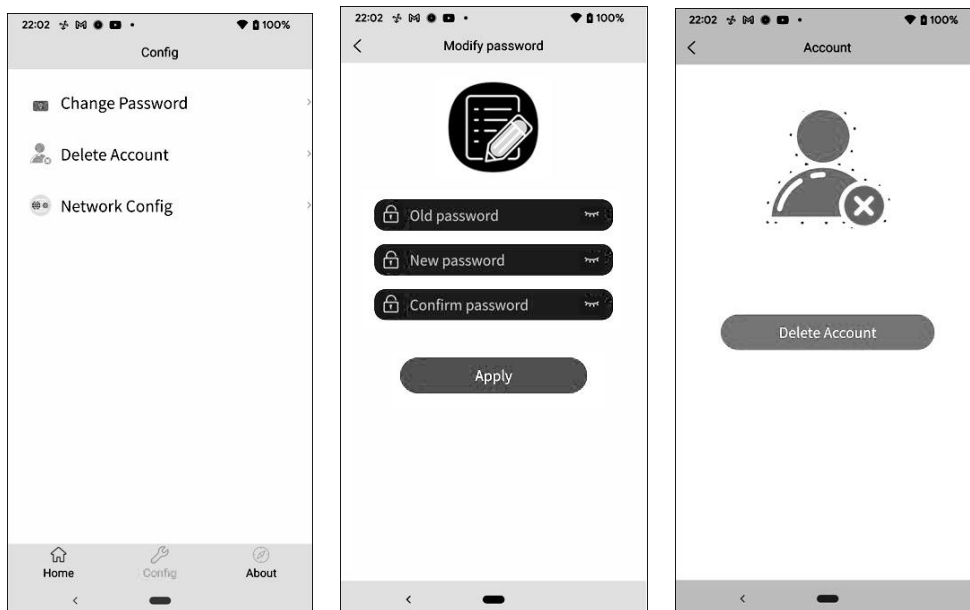 22:02 100%
Config
Change Password
Delete Account
Network Config
Home Config About
22:02 100%
Modify password
Old password
New password
Confirm password
Apply
22:02 100%
Account
Delete Account